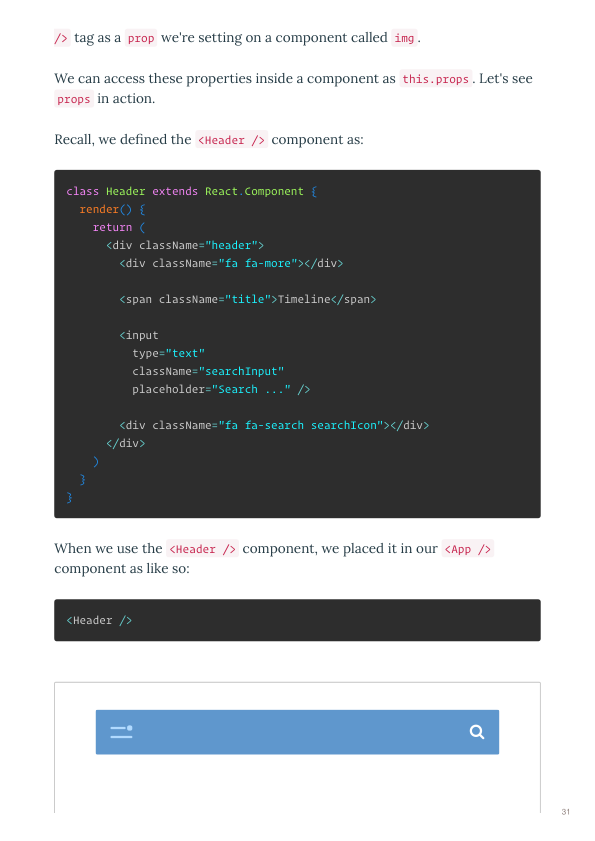 /> tag as a prop we're setting on a component called img.
We can access these properties inside a component as this.props. Let's see
props in action.
Recall, we defined the <Header /> component as:
class Header extends React.Component {
  render() {
    return (
      <div className="header">
        <div className="fa fa-more"></div>
        <span className="title">Timeline</span>
        <input
          type="text"
          className="searchInput"
          placeholder="Search ..." />
        <div className="fa fa-search searchIcon"></div>
      </div>
    )
  }
}
When we use the <Header /> component, we placed it in our <App />
component as like so:
<Header />
31